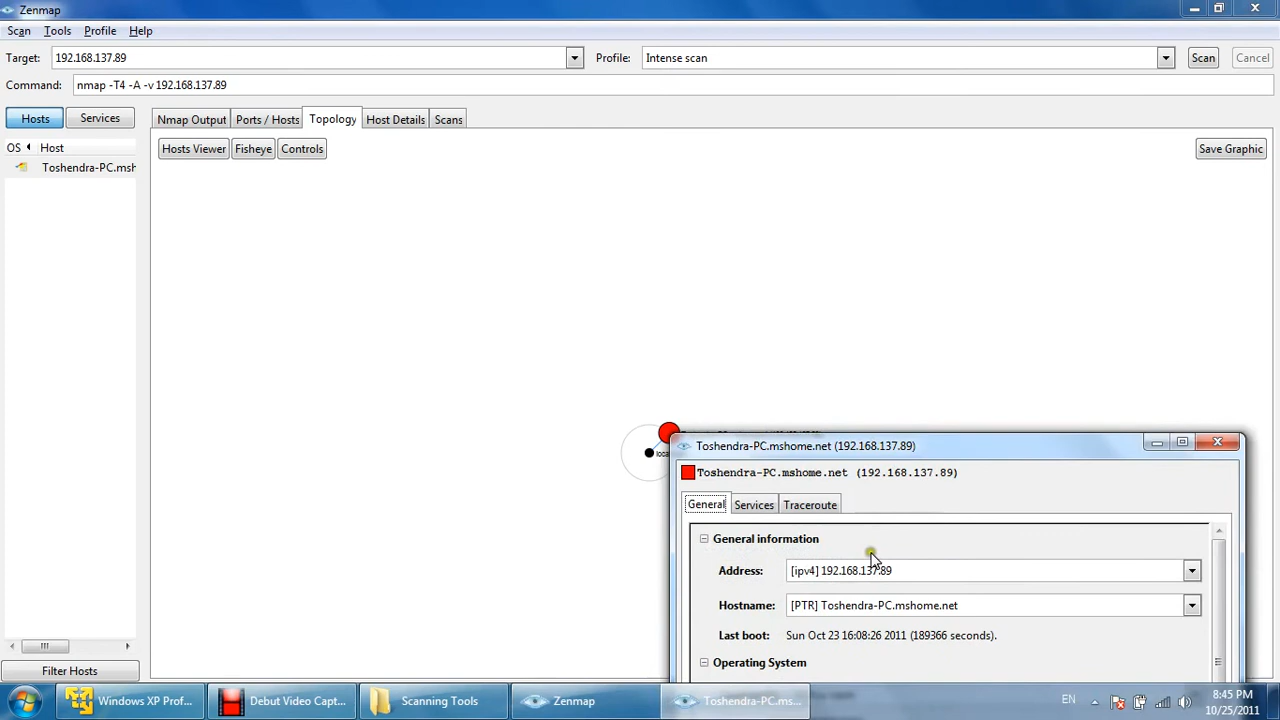 Zenmap
Scan Tools Profile Help
Target: 192.168.137.89 Profile: Intense scan Scan Cancel
Command: nmap -T4 -A -v 192.168.137.89
Hosts Services Nmap Output Ports / Hosts Topology Host Details Scans
OS Host Hosts Viewer Fisheye Controls Save Graphic
Toshendra-PC.msh
loca
Toshendra-PC.mshome.net (192.168.137.89)
Toshendra-PC.mshome.net (192.168.137.89)
General Services Traceroute
General information
Address: [ipv4] 192.168.137.89
Hostname: [PTR] Toshendra-PC.mshome.net
Last boot: Sun Oct 23 16:08:26 2011 (189366 seconds).
Operating System
Filter Hosts
Windows XP Prof... Debut Video Capt... Scanning Tools Zenmap Toshendra-PC.ms... EN 8:45 PM
10/25/2011